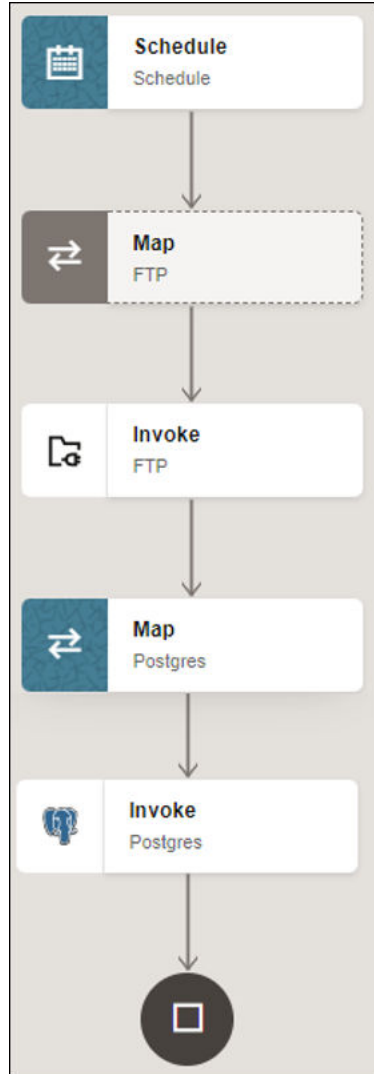 Schedule
Schedule
Map
FTP
Invoke
FTP
Map
Postgres
Invoke
Postgres